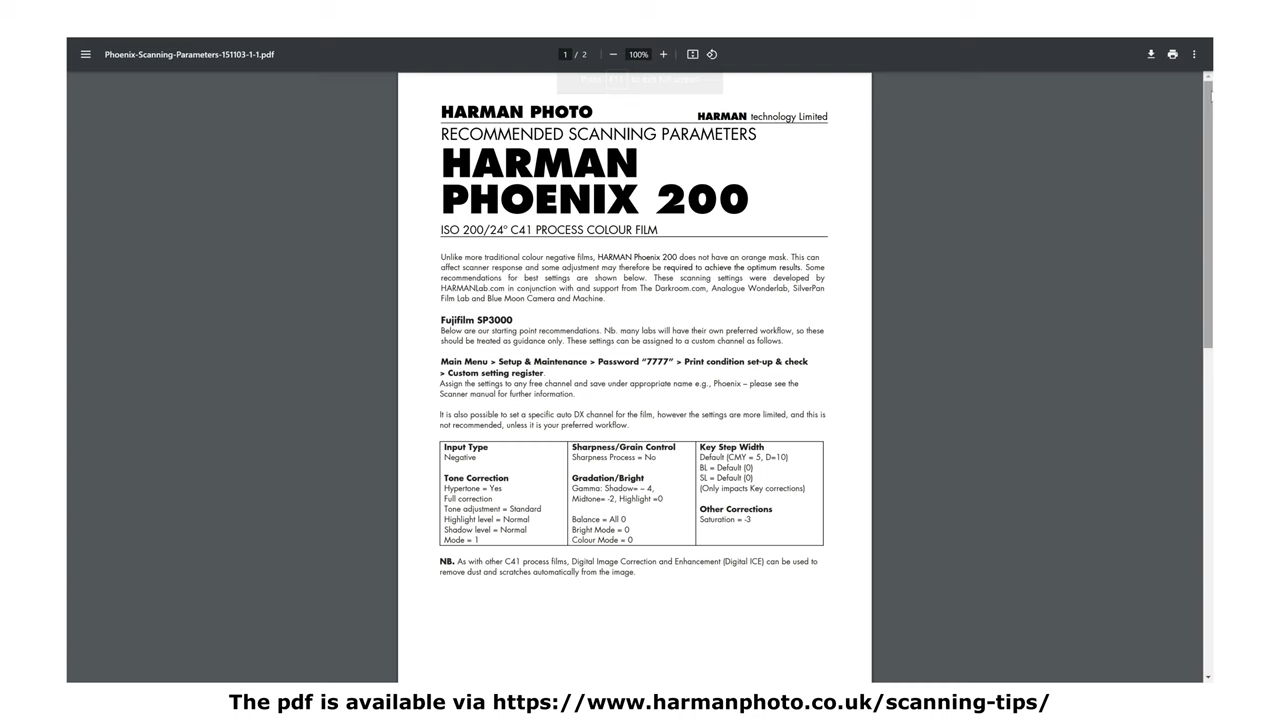 Phoenix-Scanning-Parameters-151103-1-1.pdf
1 / 2
100%
HARMAN PHOTO
HARMAN technology Limited
RECOMMENDED SCANNING PARAMETERS
HARMAN
PHOENIX 200
ISO 200/24° C41 PROCESS COLOUR FILM
Unlike more traditional colour negative films, HARMAN Phoenix 200 does not have an orange mask. This can
affect scanner response and some adjustment may therefore be required to achieve the optimum results. Some
recommendations for best settings are shown below. These scanning settings were developed by
HARMANLab.com in conjunction with and support from The Darkroom.com, Analogue Wonderlab, SilverPan
Film Lab and Blue Moon Camera and Machine.
Fujifilm SP3000
Below are our starting point recommendations. Nb. many labs will have their own preferred workflow, so these
should be treated as guidance only. These settings can be assigned to a custom channel as follows.
Main Menu > Setup & Maintenance > Password "7777" > Print condition set-up & check
> Custom setting register.
Assign the settings to any free channel and save under appropriate name e.g., Phoenix – please see the
Scanner manual for further information.
It is also possible to set a specific auto DX channel for the film, however the settings are more limited, and this is
not recommended, unless it is your preferred workflow.
Input Type
Negative
Tone Correction
Hypertone = Yes
Full correction
Tone adjustment = Standard
Highlight level = Normal
Shadow level = Normal
Mode = 1
Sharpness/Grain Control
Sharpness Process = No
Gradation/Bright
Gamma: Shadow= – 4,
Midtone= -2, Highlight =0
Balance = All 0
Bright Mode = 0
Colour Mode = 0
Key Step Width
Default (CMY = 5, D=10)
BL = Default (0)
SL = Default (0)
(Only impacts Key corrections)
Other Corrections
Saturation = -3
NB. As with other C41 process films, Digital Image Correction and Enhancement (Digital ICE) can be used to
remove dust and scratches automatically from the image.
The pdf is available via https://www.harmanphoto.co.uk/scanning-tips/